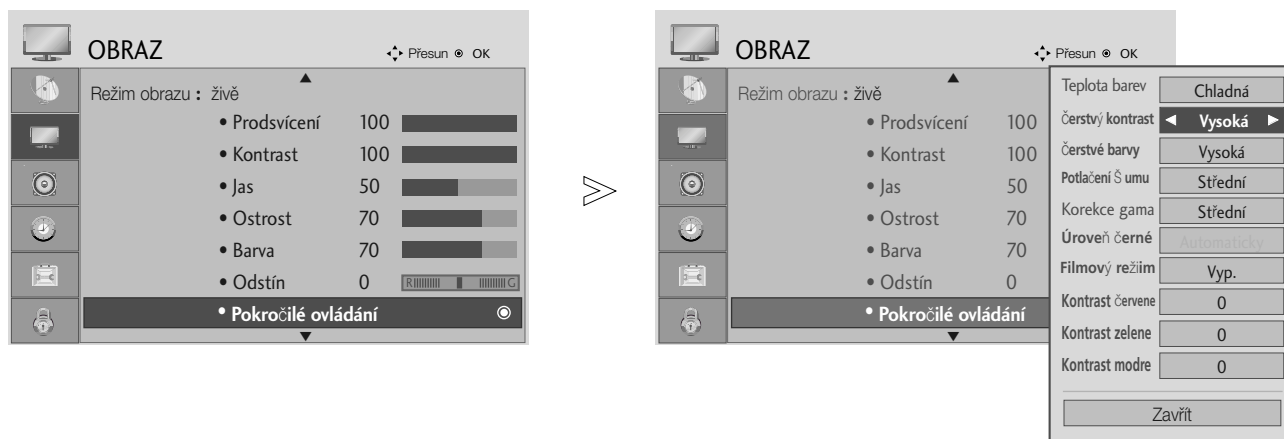 OBRAZ
Přesun OK
Režim obrazu : živě
• Prodsvícení 100
• Kontrast 100
• Jas 50
• Ostrost 70
• Barva 70
• Odstín 0 R G
• Pokročilé ovládání
OBRAZ
Přesun OK
Režim obrazu : živě
• Prodsvícení 100
• Kontrast 100
• Jas 50
• Ostrost 70
• Barva 70
• Odstín 0
• Pokročilé ovládání
Teplota barev Chladná
Čerstvý kontrast Vysoká
Čerstvé barvy Vysoká
Potlačení Š umu Střední
Korekce gama Střední
Úroveň černé Automaticky
Filmový režiim Vyp.
Kontrast červene 0
Kontrast zelene 0
Kontrast modre 0
Zavřít